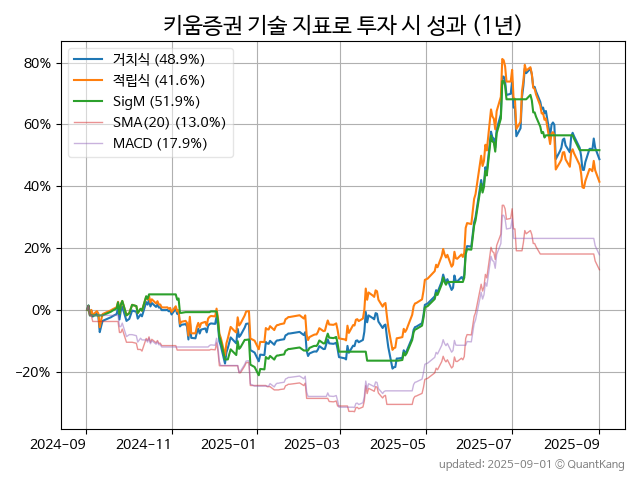 키움증권 기술 지표로 투자 시 성과 (1년)
거치식 (48.9%)
적립식 (41.6%)
SigM (51.9%)
SMA(20) (13.0%)
MACD (17.9%)
80%
60%
40%
20%
0%
−20%
2024-09 2024-11 2025-01 2025-03 2025-05 2025-07 2025-09
updated: 2025-09-01 © QuantKang